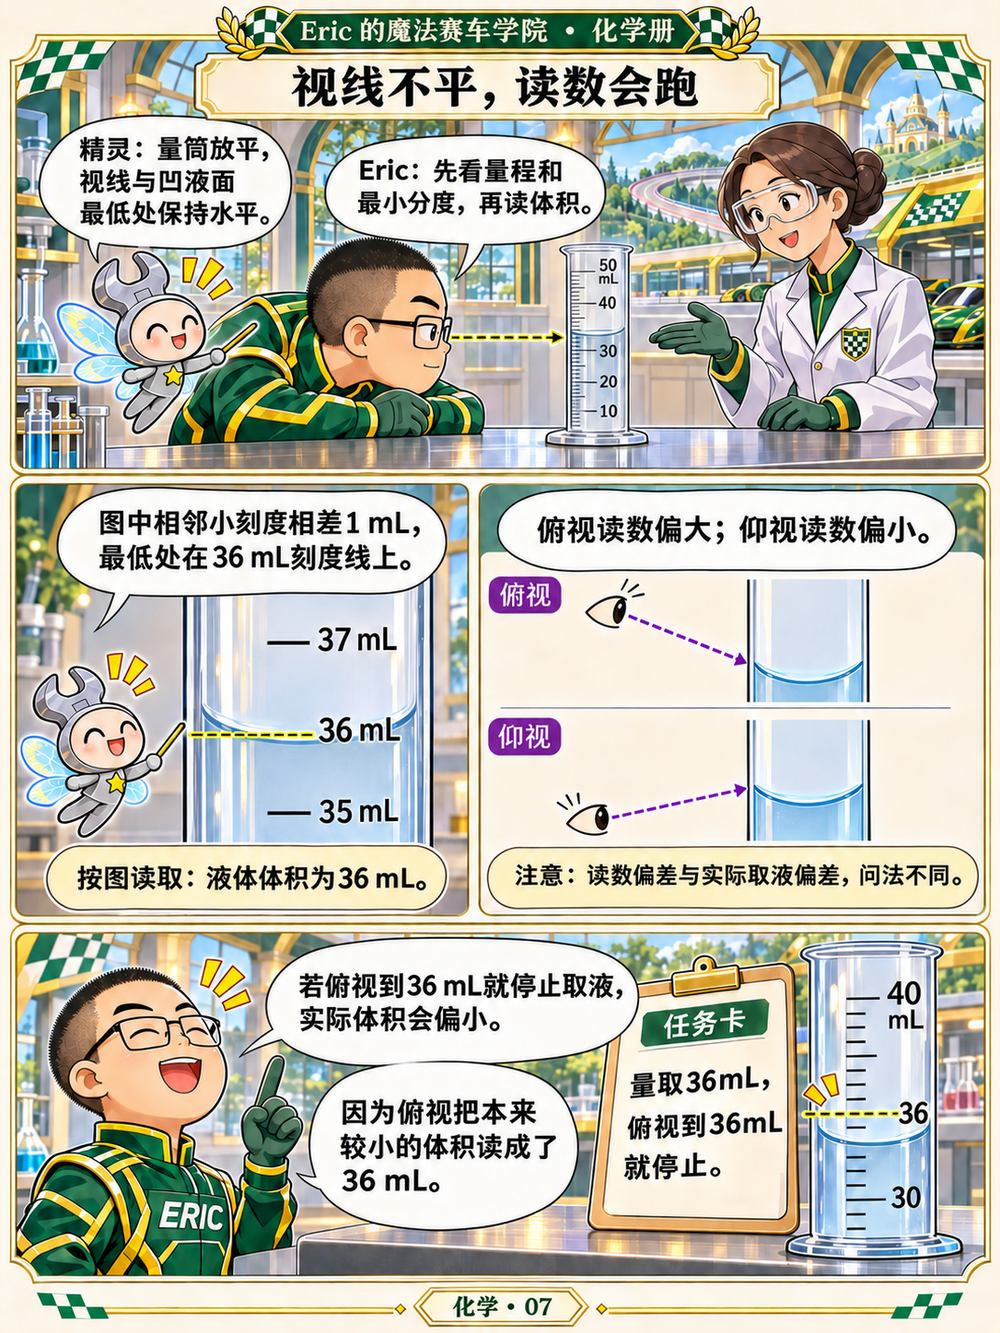 Eric 的魔法赛车学院 • 化学册
视线不平，读数会跑
精灵：量筒放平，
视线与凹液面
最低处保持水平。
Eric：先看量程和
最小分度，再读体积。
50
mL
40
30
20
10
图中相邻小刻度相差1 mL，
最低处在 36 mL刻度线上。
37 mL
36 mL
35 mL
按图读取：液体体积为36 mL。
俯视读数偏大；仰视读数偏小。
俯视
仰视
注意：读数偏差与实际取液偏差，问法不同。
若俯视到36 mL就停止取液，
实际体积会偏小。
因为俯视把本来
较小的体积读成了
36 mL。
ERIC
任务卡
量取36mL，
俯视到36mL
就停止。
40
mL
36
30
化学 • 07